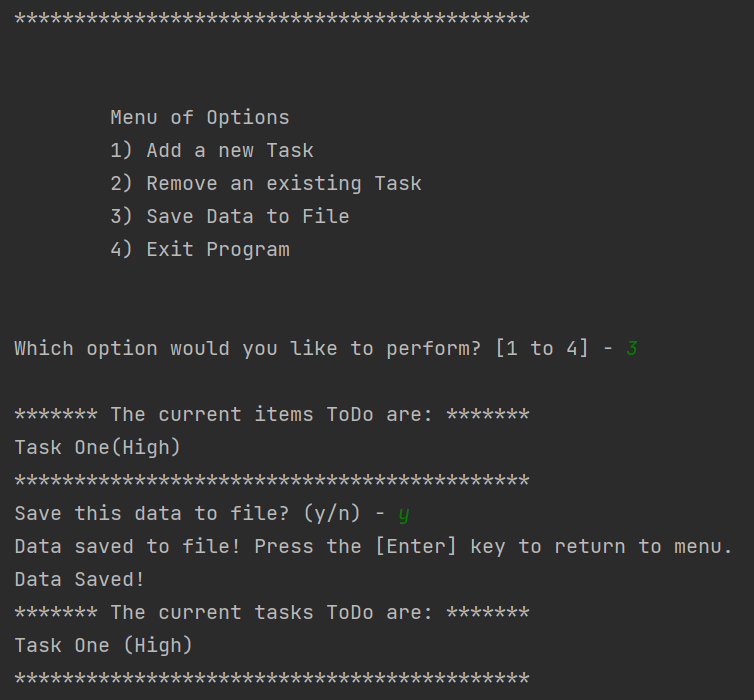 *******************************************
Menu of Options
1) Add a new Task
2) Remove an existing Task
3) Save Data to File
4) Exit Program
Which option would you like to perform? [1 to 4] - 3
******* The current items ToDo are: *******
Task One(High)
*******************************************
Save this data to file? (y/n) - y
Data saved to file! Press the [Enter] key to return to menu.
Data Saved!
******* The current tasks ToDo are: *******
Task One (High)
*******************************************